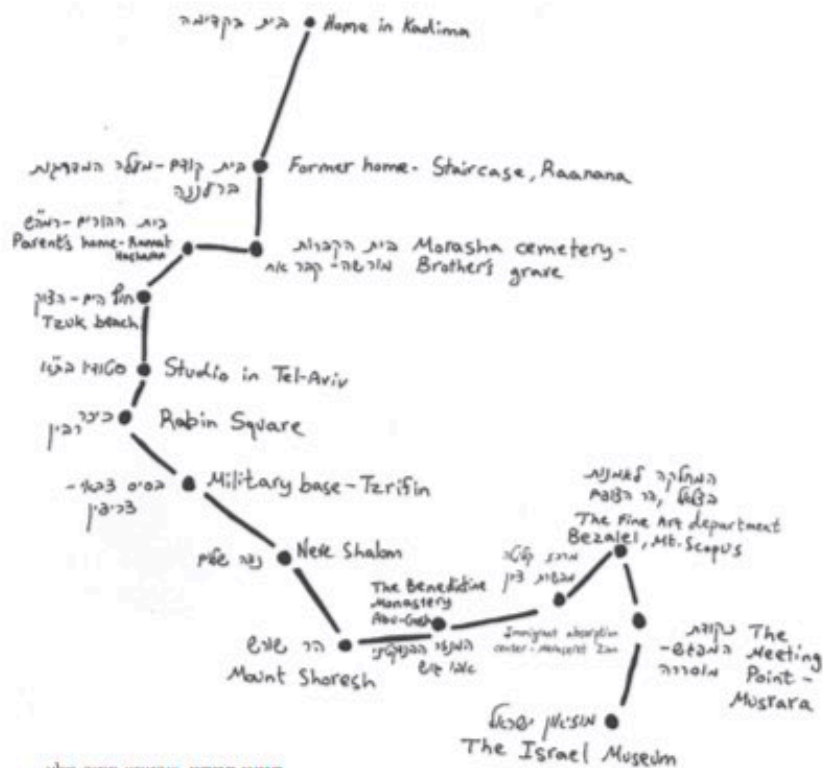 בית בקדימה
Home in Kadima
בית קודם - מעלה המדרגות
ברעננה
Former home - Staircase, Raanana
בית ההורים - רמה"ש
Parent's home - Ramat
Hasharon
בית הקברות
מורשה - קבר אח
Morasha cemetery -
Brother's grave
חוף הים - הצוק
Tzuk beach
סטודיו בת"א
Studio in Tel-Aviv
כיכר
רבין
Rabin Square
בסיס צבאי -
צריפין
Military base - Tzrifin
נווה שלום
Neve Shalom
הר שורש
Mount Shoresh
The Benedictine
Monastery
Abu-Gosh
המנזר הבנדיקטיני
אבו גוש
מרכז קליטה
מבשרת ציון
Immigrant absorption
center - Mevaseret Zion
המחלקה לאמנות
בצלאל, הר הצופים
The Fine Art department
Bezalel, Mt. Scopus
נקודת
המפגש -
מוסררה
The
Meeting
Point -
Musrara
מוזיאון ישראל
The Israel Museum